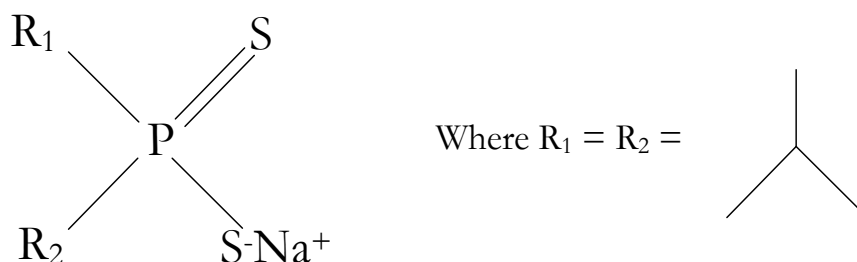 R₁ S
P
Where R₁ = R₂ =
R₂ S⁻Na⁺